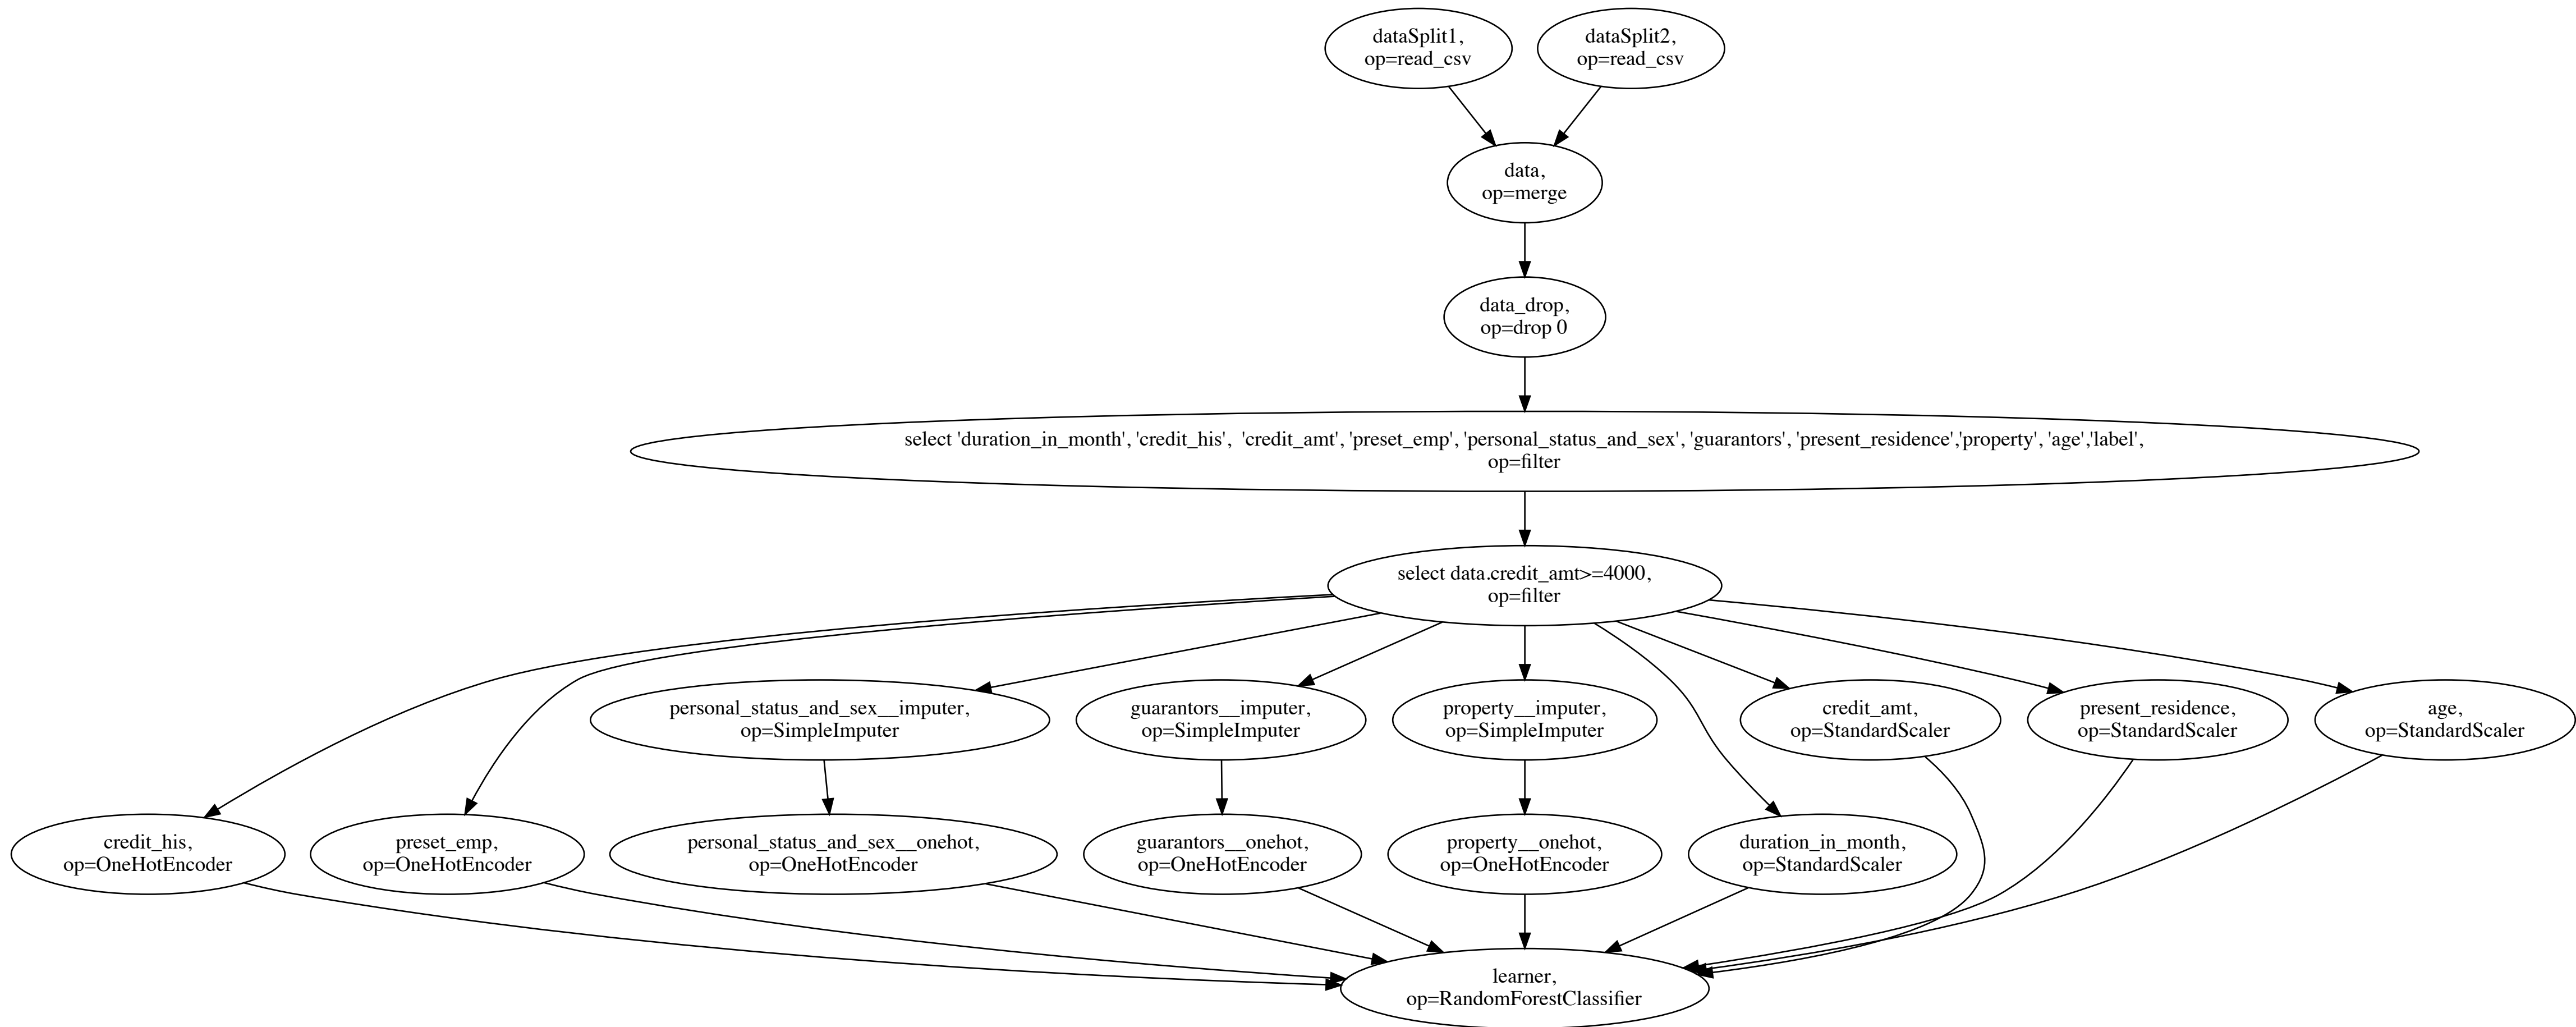 dataSplit1,
op=read_csv
dataSplit2,
op=read_csv
data,
op=merge
data_drop,
op=drop 0
select 'duration_in_month', 'credit_his',  'credit_amt', 'preset_emp', 'personal_status_and_sex', 'guarantors', 'present_residence','property', 'age','label',
op=filter
select data.credit_amt>=4000,
op=filter
personal_status_and_sex__imputer,
op=SimpleImputer
guarantors__imputer,
op=SimpleImputer
property__imputer,
op=SimpleImputer
credit_amt,
op=StandardScaler
present_residence,
op=StandardScaler
age,
op=StandardScaler
credit_his,
op=OneHotEncoder
preset_emp,
op=OneHotEncoder
personal_status_and_sex__onehot,
op=OneHotEncoder
guarantors__onehot,
op=OneHotEncoder
property__onehot,
op=OneHotEncoder
duration_in_month,
op=StandardScaler
learner,
op=RandomForestClassifier